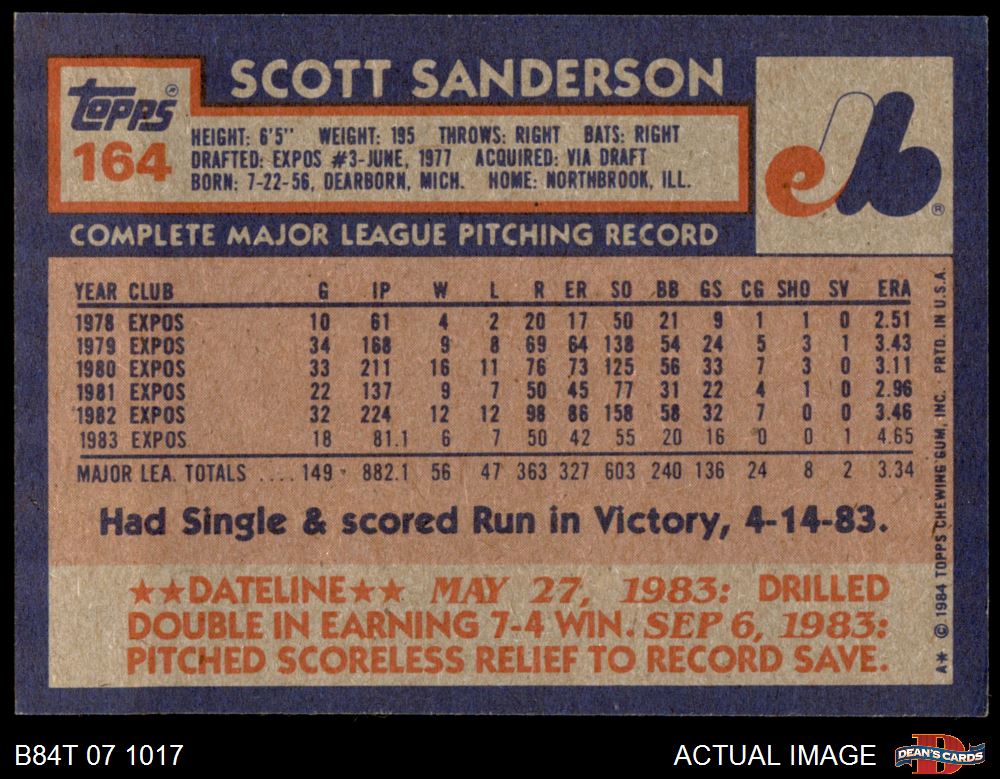 SCOTT SANDERSON
TOPPS®
164
HEIGHT: 6'5" WEIGHT: 195 THROWS: RIGHT BATS: RIGHT
DRAFTED: EXPOS #3-JUNE, 1977 ACQUIRED: VIA DRAFT
BORN: 7-22-56, DEARBORN, MICH. HOME: NORTHBROOK, ILL.
eb®
COMPLETE MAJOR LEAGUE PITCHING RECORD
YEAR CLUB G IP W L R ER SO BB GS CG SHO SV ERA
1978 EXPOS 10 61 4 2 20 17 50 21 9 1 1 0 2.51
1979 EXPOS 34 168 9 8 69 64 138 54 24 5 3 1 3.43
1980 EXPOS 33 211 16 11 76 73 125 56 33 7 3 0 3.11
1981 EXPOS 22 137 9 7 50 45 77 31 22 4 1 0 2.96
1982 EXPOS 32 224 12 12 98 86 158 58 32 7 0 0 3.46
1983 EXPOS 18 81.1 6 7 50 42 55 20 16 0 0 1 4.65
MAJOR LEA. TOTALS .... 149 882.1 56 47 363 327 603 240 136 24 8 2 3.34
Had Single & scored Run in Victory, 4-14-83.
★★DATELINE★★ MAY 27, 1983: DRILLED
DOUBLE IN EARNING 7-4 WIN. SEP 6, 1983:
PITCHED SCORELESS RELIEF TO RECORD SAVE.
A* © 1984 TOPPS CHEWING GUM, INC. PRTD. IN U.S.A.
B84T 07 1017
ACTUAL IMAGE
D
DEAN'S CARDS